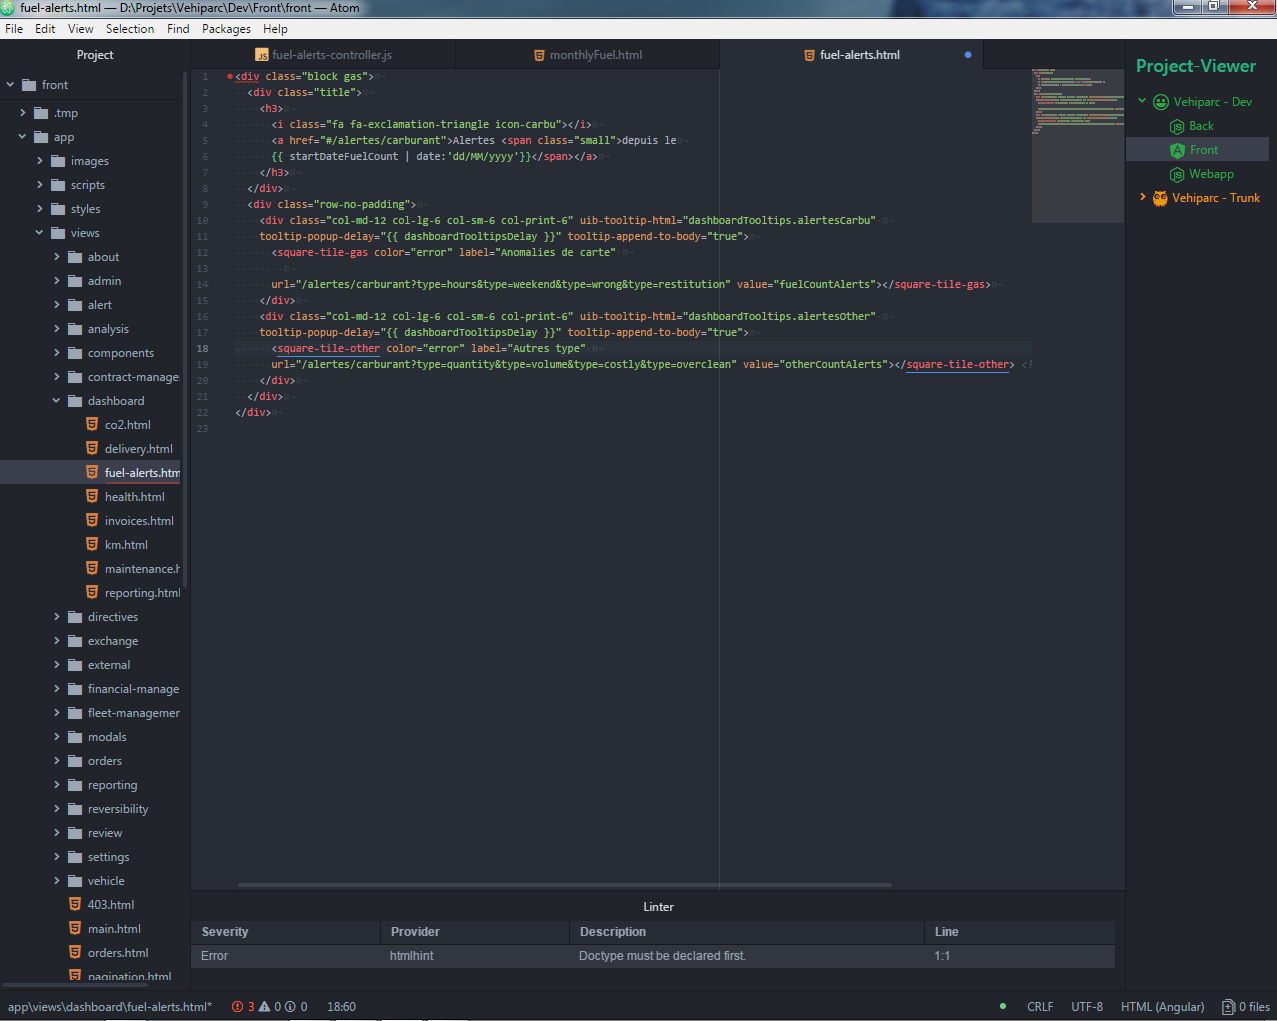 fuel-alerts.html — D:\Projets\Vehiparc\Dev\Front\front — Atom
File Edit View Selection Find Packages Help
Project
front
.tmp
app
images
scripts
styles
views
about
admin
alert
analysis
components
contract-manage
dashboard
co2.html
delivery.html
fuel-alerts.htm
health.html
invoices.html
km.html
maintenance.h
reporting.html
directives
exchange
external
financial-manage
fleet-managemer
modals
orders
reporting
reversibility
review
settings
vehicle
403.html
main.html
orders.html
pagination.html
JS fuel-alerts-controller.js
monthlyFuel.html
fuel-alerts.html
1 <div class="block gas">
2 <div class="title">
3 <h3>
4 <i class="fa fa-exclamation-triangle icon-carbu"></i>
5 <a href="#/alertes/carburant">Alertes <span class="small">depuis le
6 {{ startDateFuelCount | date:'dd/MM/yyyy'}}</span></a>
7 </h3>
8 </div>
9 <div class="row-no-padding">
10 <div class="col-md-12 col-lg-6 col-sm-6 col-print-6" uib-tooltip-html="dashboardTooltips.alertesCarbu"
11 tooltip-popup-delay="{{ dashboardTooltipsDelay }}" tooltip-append-to-body="true">
12 <square-tile-gas color="error" label="Anomalies de carte"
13
14 url="/alertes/carburant?type=hours&type=weekend&type=wrong&type=restitution" value="fuelCountAlerts"></square-tile-gas>
15 </div>
16 <div class="col-md-12 col-lg-6 col-sm-6 col-print-6" uib-tooltip-html="dashboardTooltips.alertesOther"
17 tooltip-popup-delay="{{ dashboardTooltipsDelay }}" tooltip-append-to-body="true">
18 <square-tile-other color="error" label="Autres type"
19 url="/alertes/carburant?type=quantity&type=volume&type=costly&type=overclean" value="otherCountAlerts"></square-tile-other> <!
20 </div>
21 </div>
22 </div>
23
Project-Viewer
Vehiparc - Dev
Back
Front
Webapp
Vehiparc - Trunk
Linter
Severity Provider Description Line
Error htmlhint Doctype must be declared first. 1:1
app\views\dashboard\fuel-alerts.html* 3 0 0 18:60 CRLF UTF-8 HTML (Angular) 0 files